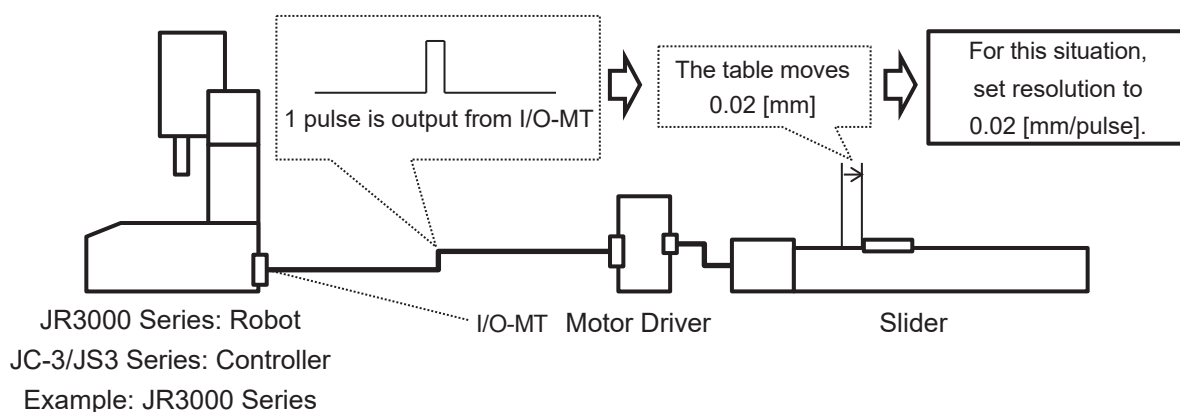 1 pulse is output from I/O-MT
The table moves
0.02 [mm]
For this situation,
set resolution to
0.02 [mm/pulse].
JR3000 Series: Robot
JC-3/JS3 Series: Controller
Example: JR3000 Series
I/O-MT
Motor Driver
Slider